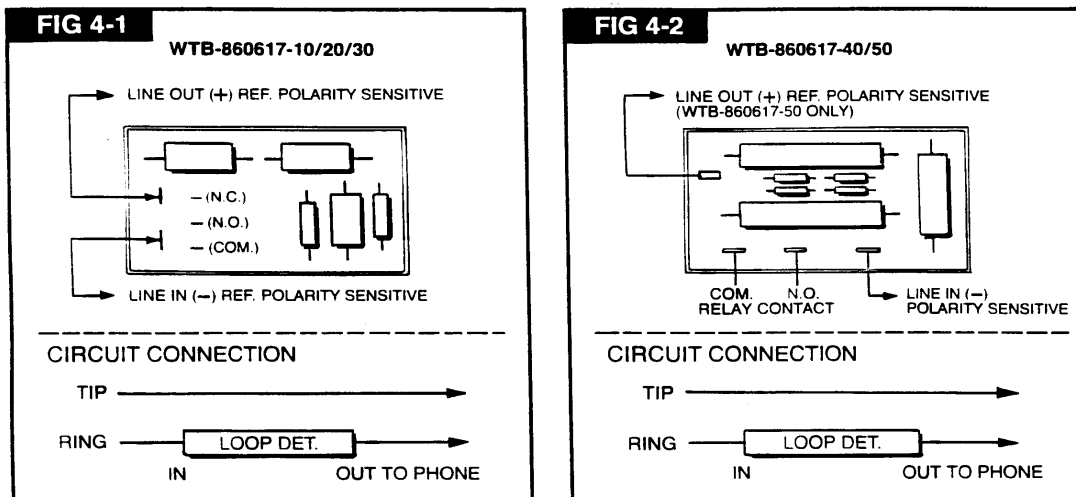 FIG 4-1
WTB-860617-10/20/30
LINE OUT (+) REF. POLARITY SENSITIVE
– (N.C.)
– (N.O.)
– (COM.)
LINE IN (–) REF. POLARITY SENSITIVE
CIRCUIT CONNECTION
TIP
RING
LOOP DET.
IN
OUT TO PHONE
FIG 4-2
WTB-860617-40/50
LINE OUT (+) REF. POLARITY SENSITIVE
(WTB-860617-50 ONLY)
COM.
N.O.
RELAY CONTACT
LINE IN (–)
POLARITY SENSITIVE
CIRCUIT CONNECTION
TIP
RING
LOOP DET.
IN
OUT TO PHONE